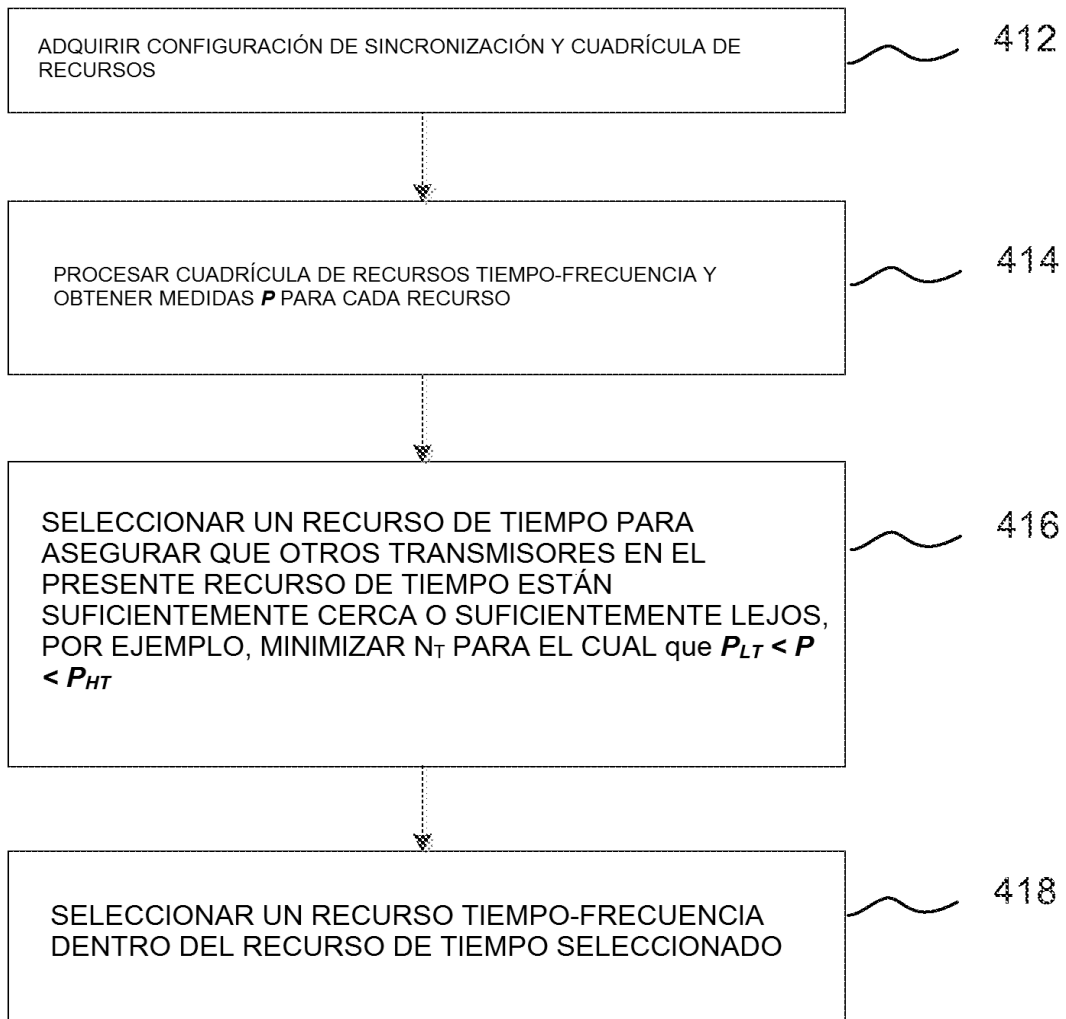 ADQUIRIR CONFIGURACIÓN DE SINCRONIZACIÓN Y CUADRÍCULA DE
RECURSOS
412
PROCESAR CUADRÍCULA DE RECURSOS TIEMPO-FRECUENCIA Y
OBTENER MEDIDAS P PARA CADA RECURSO
414
SELECCIONAR UN RECURSO DE TIEMPO PARA
ASEGURAR QUE OTROS TRANSMISORES EN EL
PRESENTE RECURSO DE TIEMPO ESTÁN
SUFICIENTEMENTE CERCA O SUFICIENTEMENTE LEJOS,
POR EJEMPLO, MINIMIZAR N_T PARA EL CUAL que P_LT < P
< P_HT
416
SELECCIONAR UN RECURSO TIEMPO-FRECUENCIA
DENTRO DEL RECURSO DE TIEMPO SELECCIONADO
418